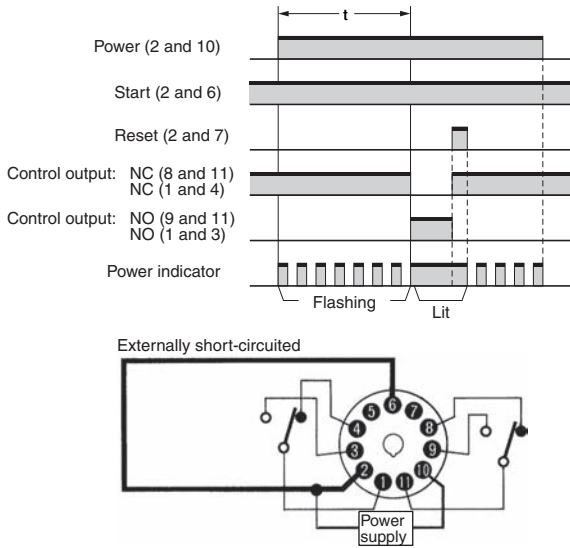 t
Power (2 and 10)
Start (2 and 6)
Reset (2 and 7)
Control output: NC (8 and 11)
NC (1 and 4)
Control output: NO (9 and 11)
NO (1 and 3)
Power indicator
Flashing
Lit
Externally short-circuited
6
5
7
4
8
3
9
2
10
1
11
Power
supply